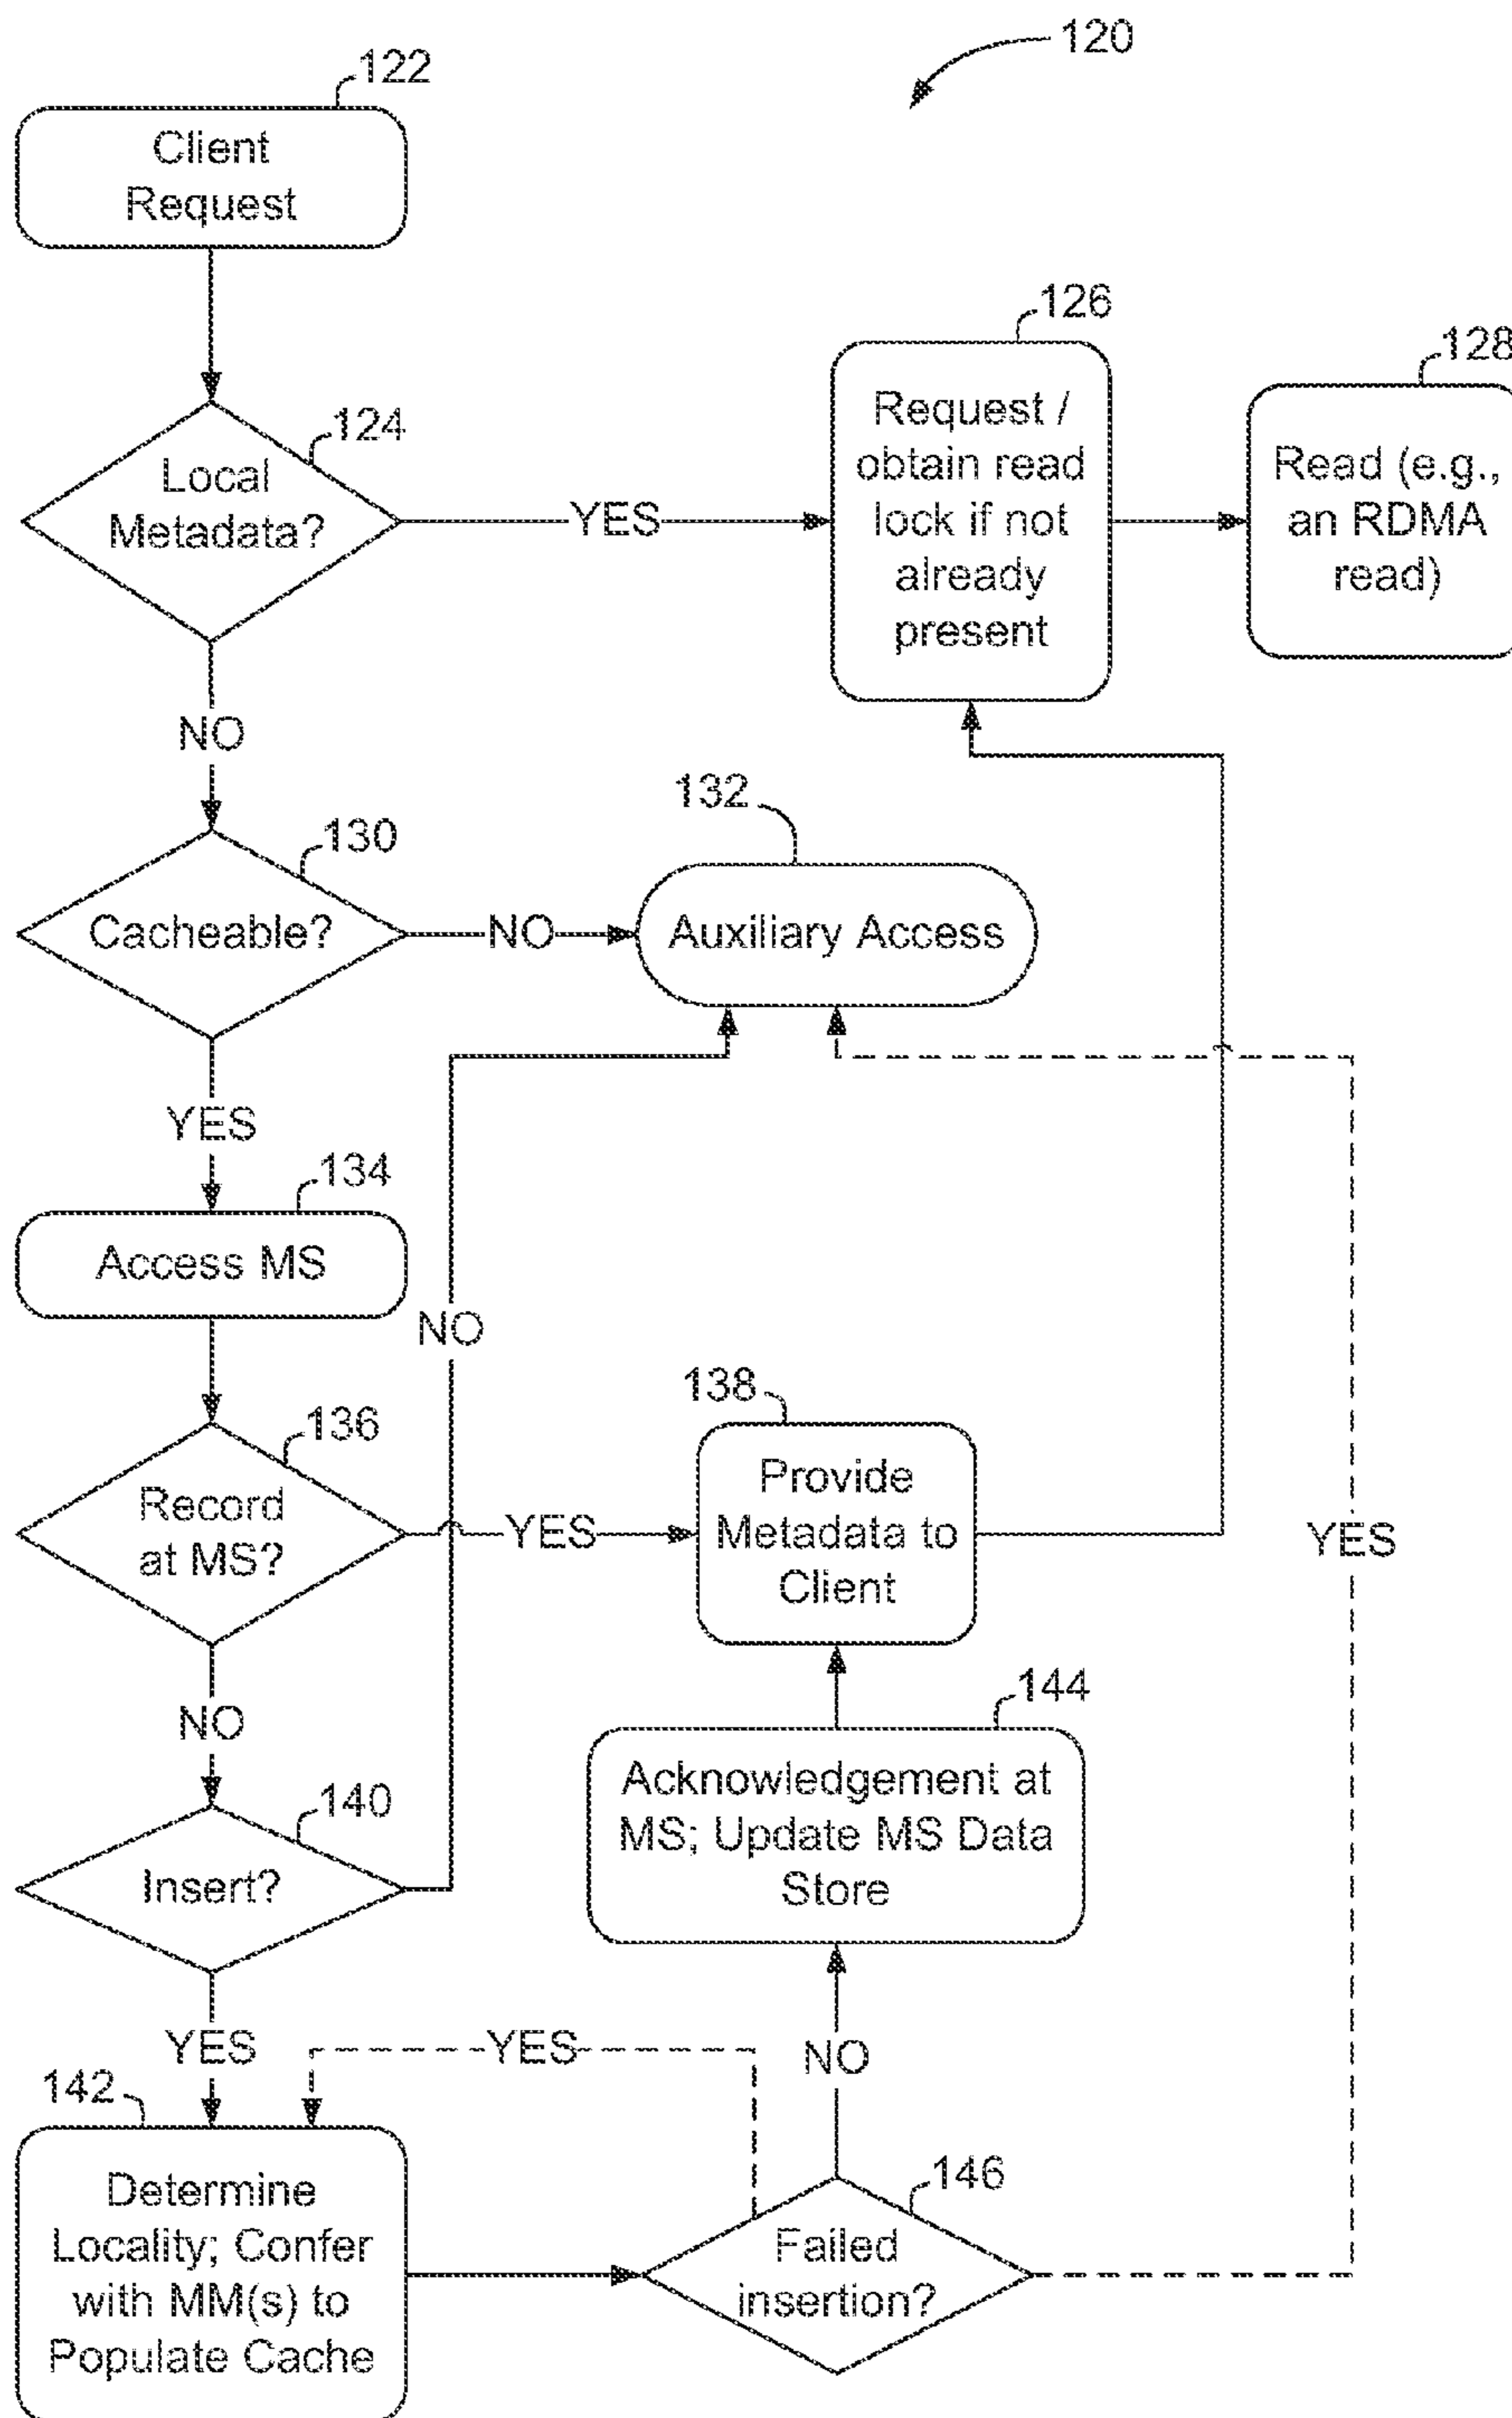 120
122
Client
Request
124
Local
Metadata?
YES
126
Request /
obtain read
lock if not
already
present
128
Read (e.g.,
an RDMA
read)
NO
130
Cacheable?
NO
132
Auxiliary Access
YES
134
Access MS
NO
136
Record
at MS?
YES
138
Provide
Metadata to
Client
YES
NO
140
Insert?
144
Acknowledgement at
MS; Update MS Data
Store
YES
YES
NO
142
Determine
Locality; Confer
with MM(s) to
Populate Cache
146
Failed
insertion?